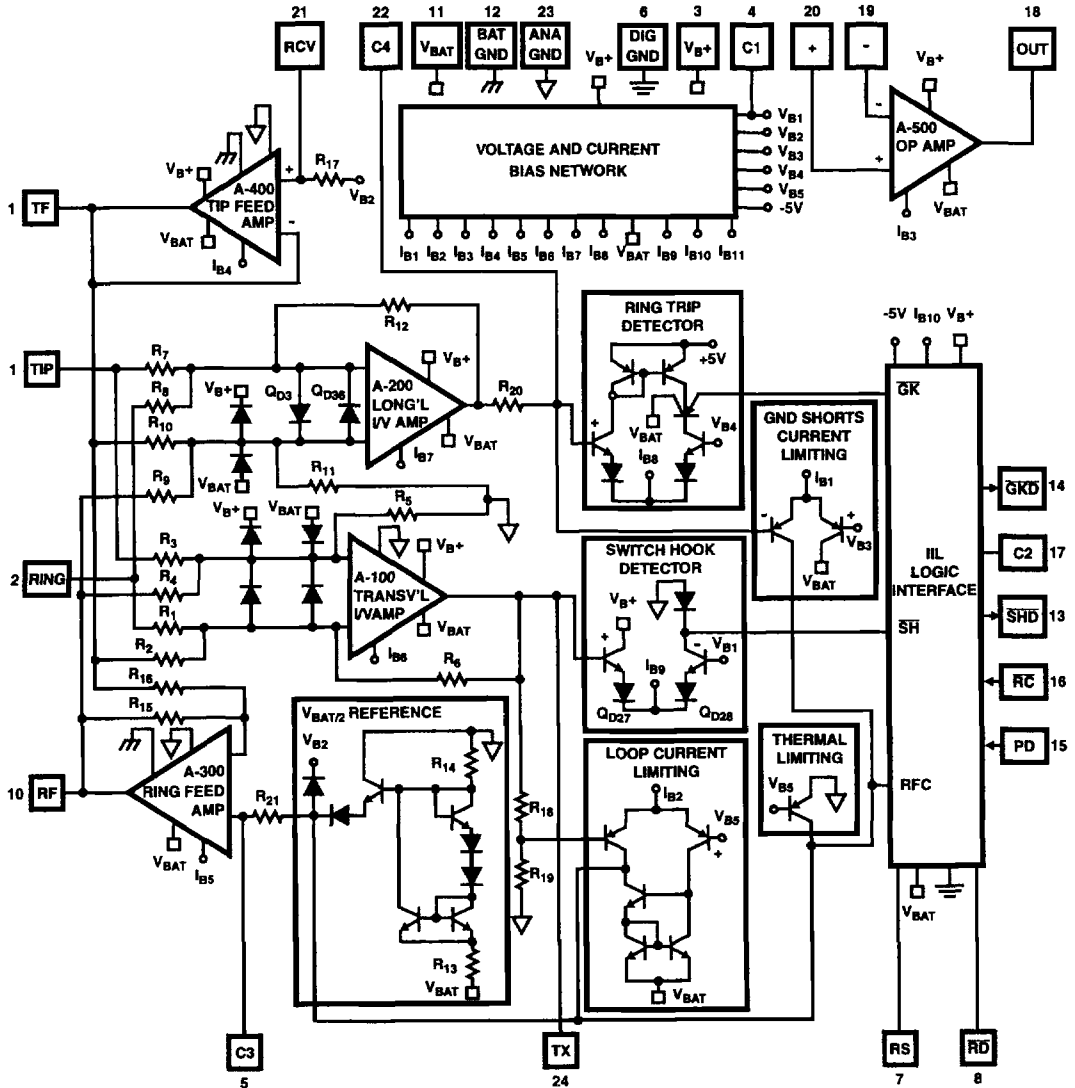 21 22 11 12 23 6 3 4 20 19 18
RCV C4 VBAT BAT GND ANA GND DIG GND VB+ C1 + - OUT
VB+
VB+
VOLTAGE AND CURRENT
BIAS NETWORK
VB1
VB2
VB3
VB4
VB5
-5V
IB1 IB2 IB3 IB4 IB5 IB6 IB7 IB8 VBAT IB9 IB10 IB11
-
A-500
OP AMP
+
VBAT
IB3
+
R17
VB2
VB+
A-400
TIP FEED
AMP
-
VBAT
IB4
1 TF
R12
1 TIP
R7
R8
R10
R9
VB+
QD3
QD36
VBAT
A-200
LONG'L
I/V AMP
VB+
VBAT
IB7
R20
R11
R5
VB+
VBAT
R3
R4
R1
R2
R16
R15
2 RING
A-100
TRANSV'L
I/VAMP
VB+
VBAT
IB6
R6
RING TRIP
DETECTOR
+5V
+
VBAT
VB4
IB8
GND SHORTS
CURRENT
LIMITING
IB1
-
+
VB3
VBAT
SWITCH HOOK
DETECTOR
VB+
+
-
VB1
IB9
QD27
QD28
-5V IB10 VB+
GK
IIL
LOGIC
INTERFACE
SH
RFC
GKD 14
C2 17
SHD 13
RC 16
PD 15
VBAT
THERMAL
LIMITING
VB5
LOOP CURRENT
LIMITING
IB2
VB5
+
VBAT
R18
R19
VBAT/2 REFERENCE
VB2
R14
R13
VBAT
R21
10 RF
A-300
RING FEED
AMP
VBAT
IB5
C3
5
TX
24
RS
7
RD
8